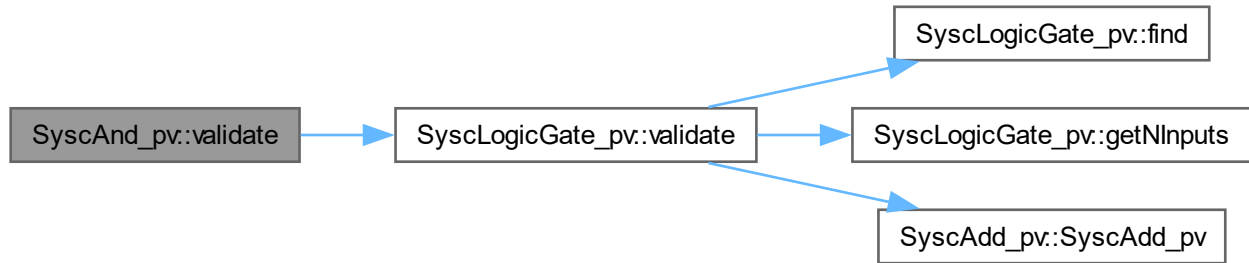 SyscLogicGate_pv::find
SyscAnd_pv::validate
SyscLogicGate_pv::validate
SyscLogicGate_pv::getNInputs
SyscAdd_pv::SyscAdd_pv